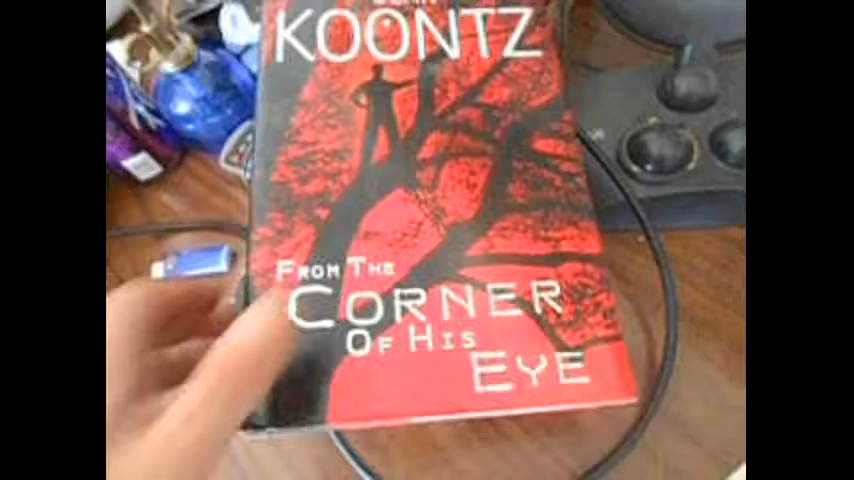 KOONTZ
FROM THE
CORNER
OF HIS
EYE